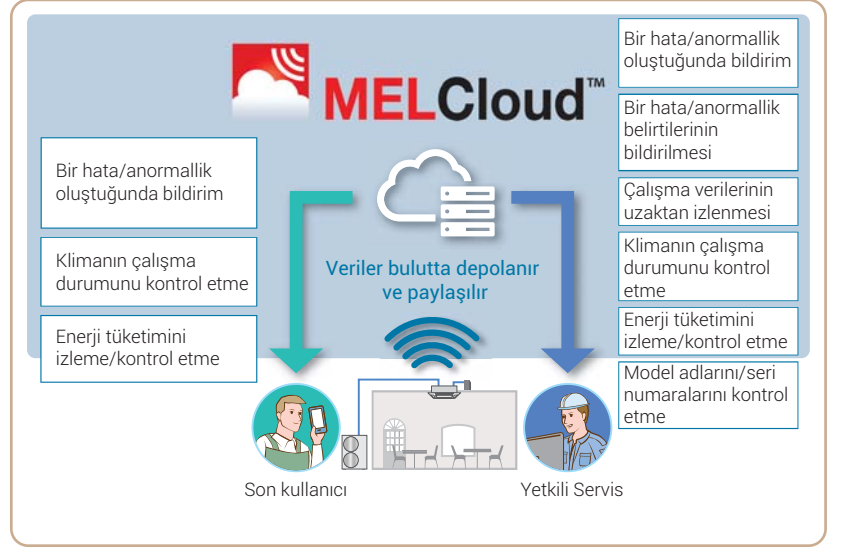 MELCloud™
Bir hata/anormallik
oluştuğunda bildirim
Klimanın çalışma
durumunu kontrol etme
Enerji tüketimini
izleme/kontrol etme
Veriler bulutta depolanır
ve paylaşılır
Bir hata/anormallik
oluştuğunda bildirim
Bir hata/anormallik
belirtilerinin
bildirilmesi
Çalışma verilerinin
uzaktan izlenmesi
Klimanın çalışma
durumunu kontrol
etme
Enerji tüketimini
izleme/kontrol etme
Model adlarını/seri
numaralarını kontrol
etme
Son kullanıcı
Yetkili Servis